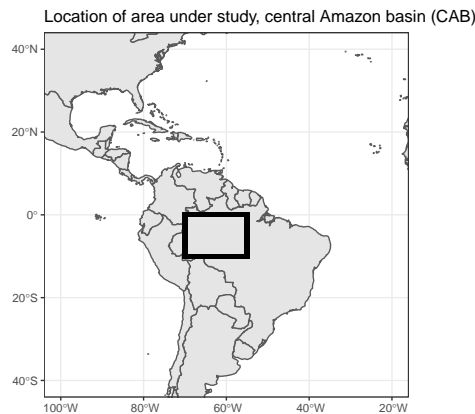 Location of area under study, central Amazon basin (CAB)
40°N
20°N
0°
20°S
40°S
100°W 80°W 60°W 40°W 20°W